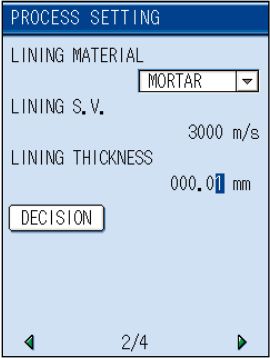 PROCESS SETTING
LINING MATERIAL
MORTAR
LINING S.V.
3000 m/s
LINING THICKNESS
000.01 mm
DECISION
2/4